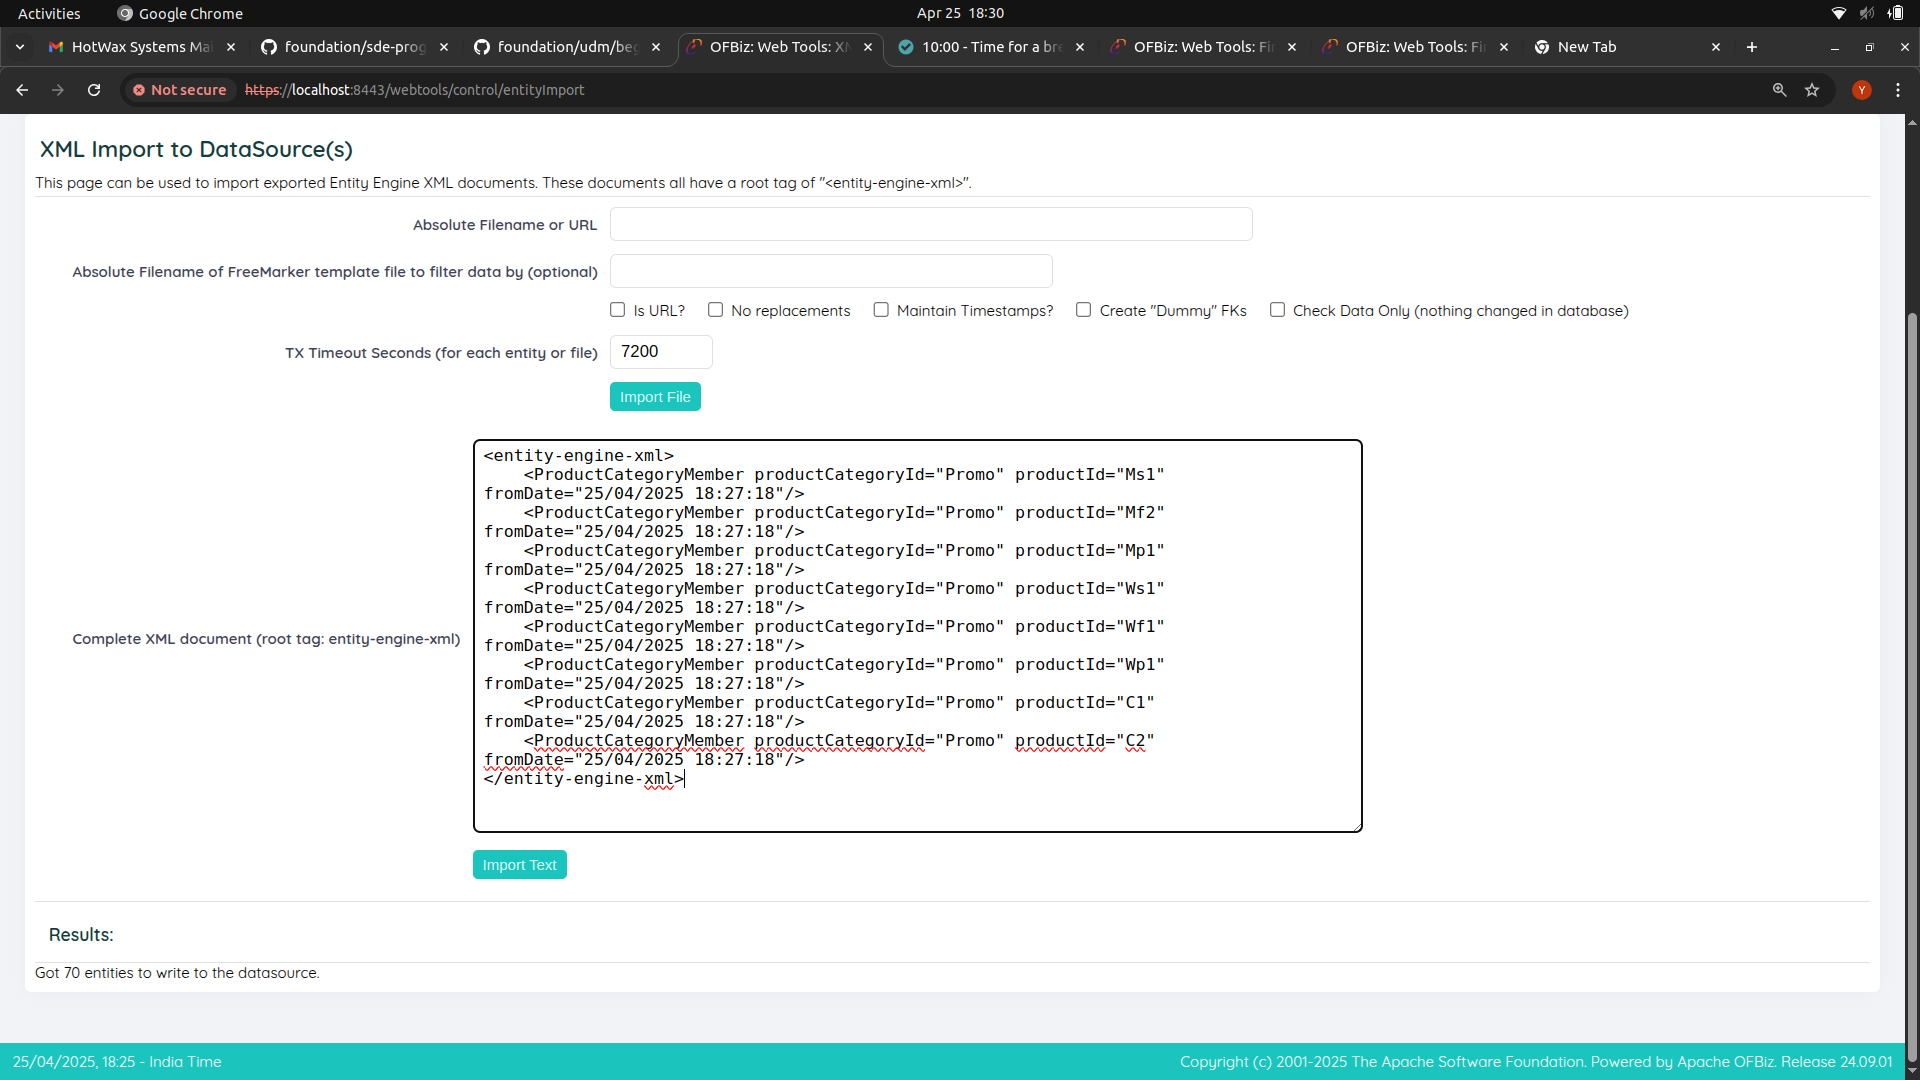 Activities Google Chrome Apr 25 18:30
HotWax Systems Mai foundation/sde-prog foundation/udm/beg OFBiz: Web Tools: XM 10:00 - Time for a bre OFBiz: Web Tools: Fin OFBiz: Web Tools: Fin New Tab
Not secure https://localhost:8443/webtools/control/entityImport Y
XML Import to DataSource(s)
This page can be used to import exported Entity Engine XML documents. These documents all have a root tag of "<entity-engine-xml>".
Absolute Filename or URL
Absolute Filename of FreeMarker template file to filter data by (optional)
Is URL? No replacements Maintain Timestamps? Create "Dummy" FKs Check Data Only (nothing changed in database)
TX Timeout Seconds (for each entity or file) 7200
Import File
Complete XML document (root tag: entity-engine-xml)
<entity-engine-xml>
<ProductCategoryMember productCategoryId="Promo" productId="Ms1"
fromDate="25/04/2025 18:27:18"/>
<ProductCategoryMember productCategoryId="Promo" productId="Mf2"
fromDate="25/04/2025 18:27:18"/>
<ProductCategoryMember productCategoryId="Promo" productId="Mp1"
fromDate="25/04/2025 18:27:18"/>
<ProductCategoryMember productCategoryId="Promo" productId="Ws1"
fromDate="25/04/2025 18:27:18"/>
<ProductCategoryMember productCategoryId="Promo" productId="Wf1"
fromDate="25/04/2025 18:27:18"/>
<ProductCategoryMember productCategoryId="Promo" productId="Wp1"
fromDate="25/04/2025 18:27:18"/>
<ProductCategoryMember productCategoryId="Promo" productId="C1"
fromDate="25/04/2025 18:27:18"/>
<ProductCategoryMember productCategoryId="Promo" productId="C2"
fromDate="25/04/2025 18:27:18"/>
</entity-engine-xml>
Import Text
Results:
Got 70 entities to write to the datasource.
25/04/2025, 18:25 - India Time Copyright (c) 2001-2025 The Apache Software Foundation. Powered by Apache OFBiz. Release 24.09.01